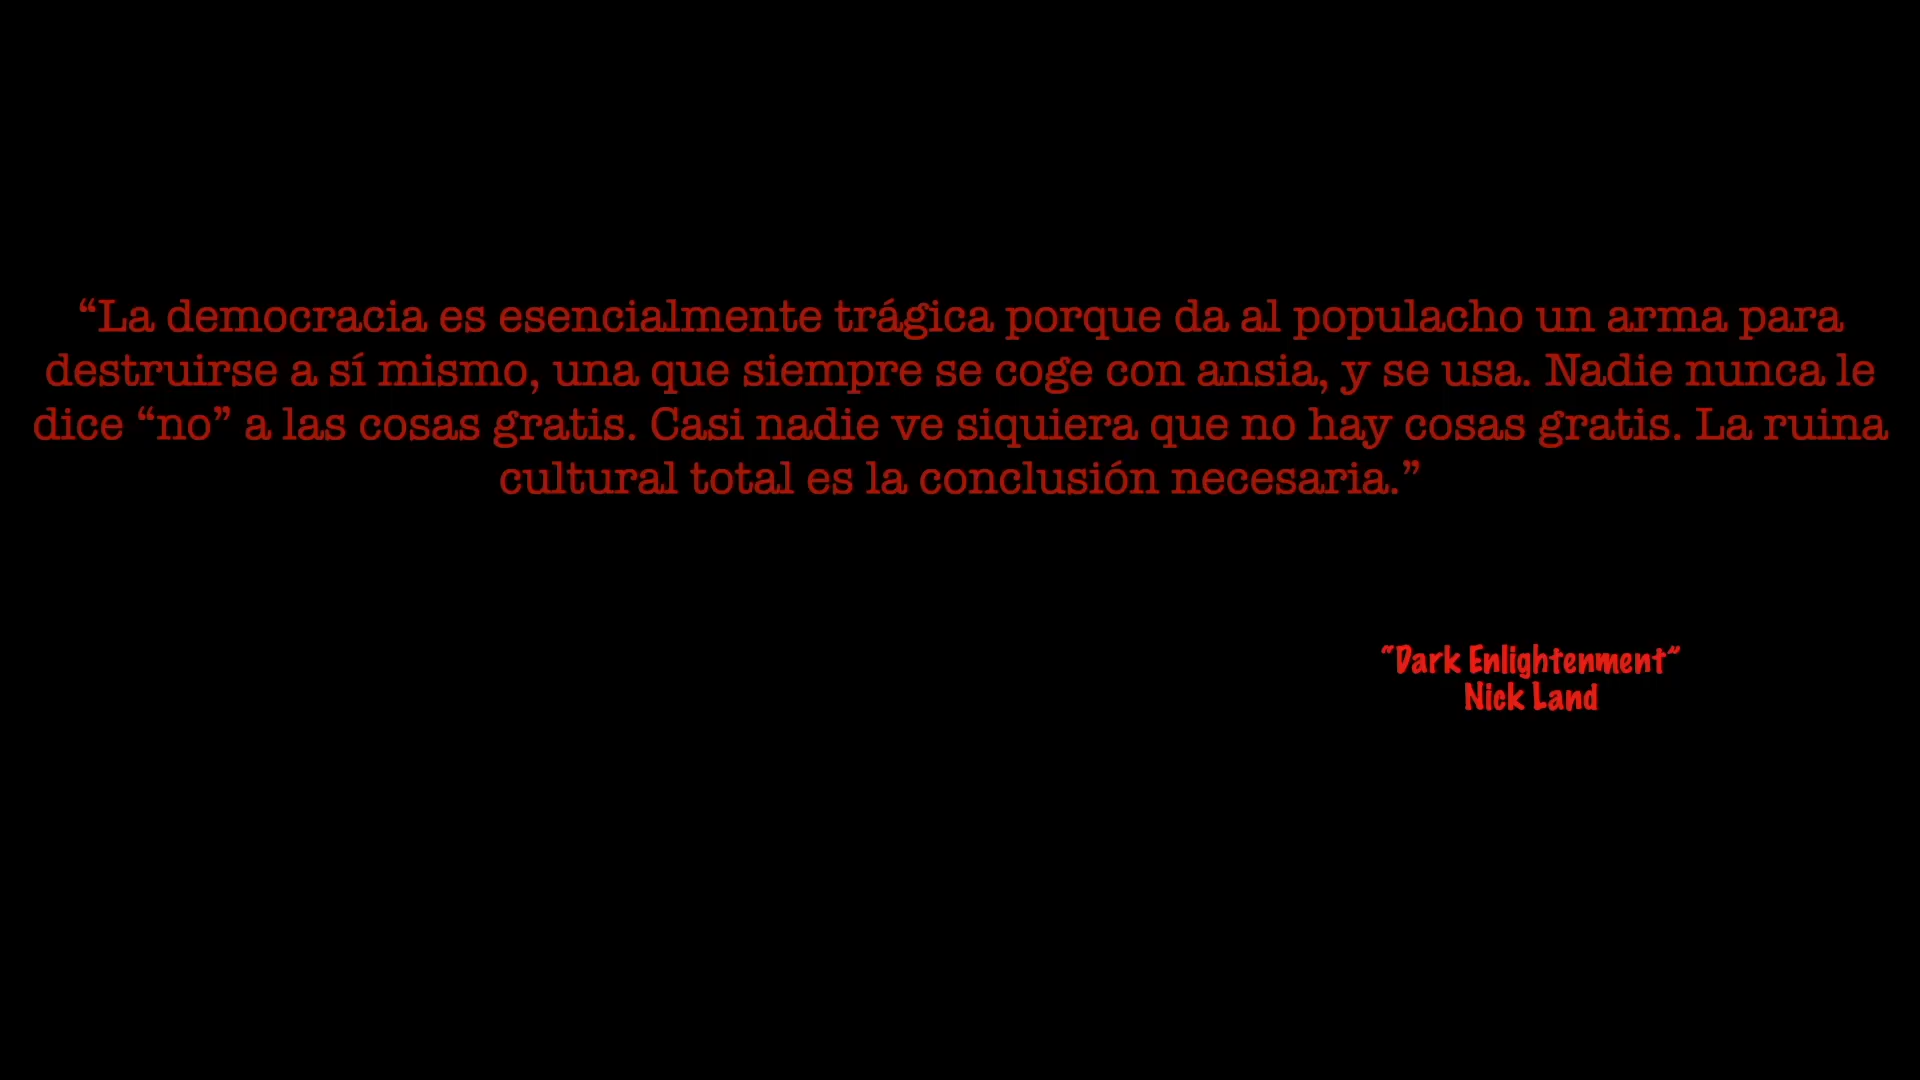 “La democracia es esencialmente trágica porque da al populacho un arma para
destruirse a sí mismo, una que siempre se coge con ansia, y se usa. Nadie nunca le
dice “no” a las cosas gratis. Casi nadie ve siquiera que no hay cosas gratis. La ruina
cultural total es la conclusión necesaria.”
“Dark Enlightenment”
Nick Land